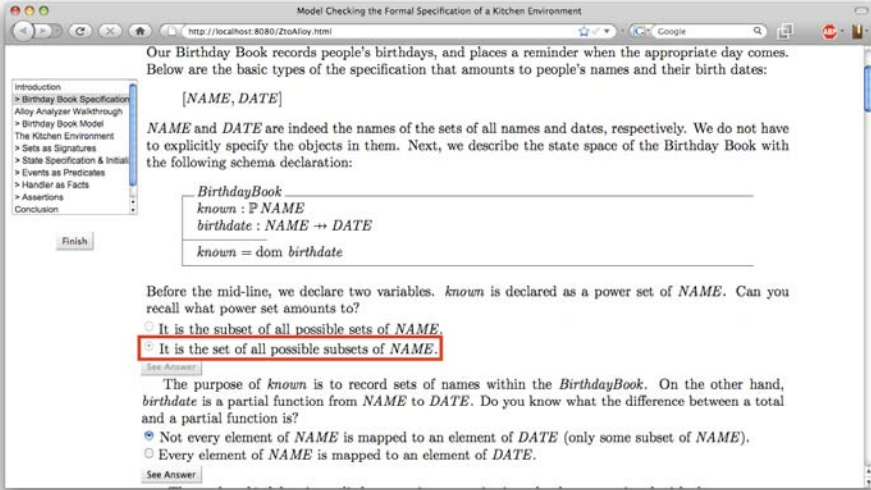 Model Checking the Formal Specification of a Kitchen Environment
http://localhost:8080/ZtoAlloy.html
Google
ABP
Our Birthday Book records people's birthdays, and places a reminder when the appropriate day comes.
Below are the basic types of the specification that amounts to people's names and their birth dates:
Introduction
> Birthday Book Specification
Alloy Analyzer Walkthrough
> Birthday Book Model
The Kitchen Environment
> Sets as Signatures
> State Specification & Initiali
> Events as Predicates
> Handler as Facts
> Assertions
Conclusion
Finish
[NAME, DATE]
NAME and DATE are indeed the names of the sets of all names and dates, respectively. We do not have
to explicitly specify the objects in them. Next, we describe the state space of the Birthday Book with
the following schema declaration:
BirthdayBook
known : ℙ NAME
birthdate : NAME ⇸ DATE
known = dom birthdate
Before the mid-line, we declare two variables. known is declared as a power set of NAME. Can you
recall what power set amounts to?
It is the subset of all possible sets of NAME.
It is the set of all possible subsets of NAME.
See Answer
The purpose of known is to record sets of names within the BirthdayBook. On the other hand,
birthdate is a partial function from NAME to DATE. Do you know what the difference between a total
and a partial function is?
Not every element of NAME is mapped to an element of DATE (only some subset of NAME).
Every element of NAME is mapped to an element of DATE.
See Answer